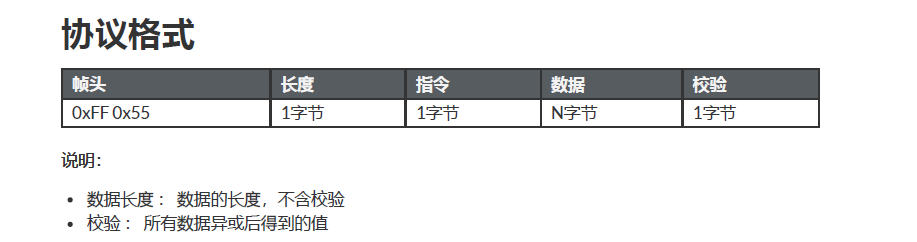 协议格式
帧头 长度 指令 数据 校验
0xFF 0x55 1字节 1字节 N字节 1字节
说明：
• 数据长度： 数据的长度，不含校验
• 校验： 所有数据异或后得到的值